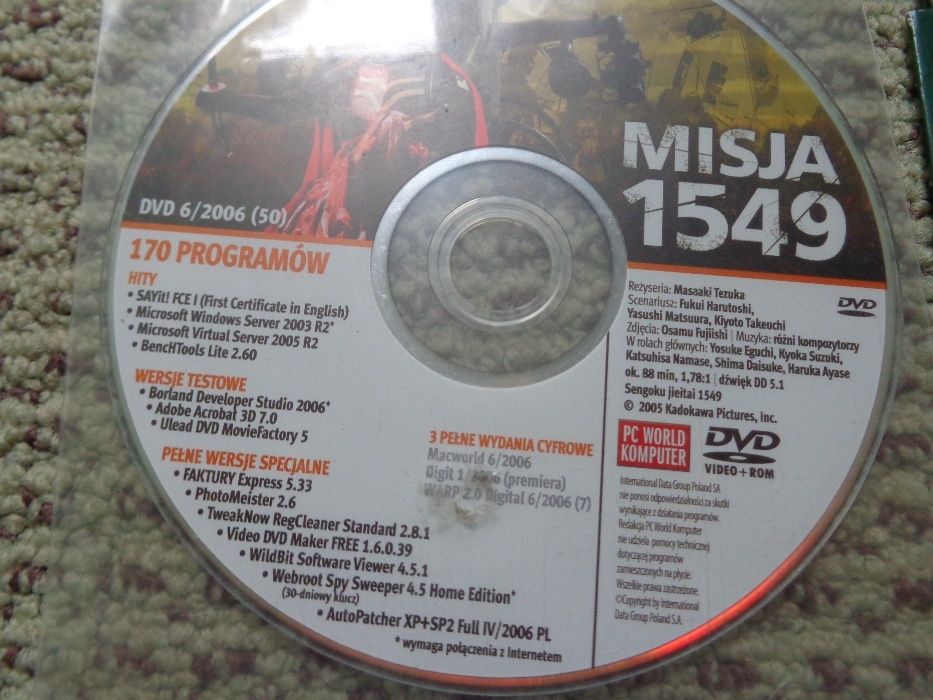 MISJA
1549
DVD 6/2006 (50)
170 PROGRAMÓW
HITY
• SAYit! FCE I (First Certificate in English)
• Microsoft Windows Server 2003 R2*
• Microsoft Virtual Server 2005 R2
• BencHTools Lite 2.60
WERSJE TESTOWE
• Borland Developer Studio 2006*
• Adobe Acrobat 3D 7.0
• Ulead DVD MovieFactory 5
PEŁNE WERSJE SPECJALNE
• FAKTURY Express 5.33
• PhotoMeister 2.6
• TweakNow RegCleaner Standard 2.8.1
• Video DVD Maker FREE 1.6.0.39
• WildBit Software Viewer 4.5.1
• Webroot Spy Sweeper 4.5 Home Edition*
(30-dniowy klucz)
• AutoPatcher XP+SP2 Full IV/2006 PL
* wymaga połączenia z Internetem
3 PEŁNE WYDANIA CYFROWE
Macworld 6/2006
Digit 1/2006 (premiera)
WARP 2.0 Digital 6/2006 (7)
Reżyseria: Masaaki Tezuka
Scenariusz: Fukui Harutoshi,
Yasushi Matsuura, Kiyoto Takeuchi
Zdjęcia: Osamu Fujiishi | Muzyka: różni kompozytorzy
W rolach głównych: Yosuke Eguchi, Kyoka Suzuki,
Katsuhisa Namase, Shima Daisuke, Haruka Ayase
ok. 88 min, 1,78:1 | dźwięk DD 5.1
Sengoku jieitai 1549
© 2005 Kadokawa Pictures, Inc.
DVD
PC WORLD
KOMPUTER
DVD
VIDEO+ROM
International Data Group Poland SA
nie ponosi odpowiedzialności za skutki
wynikające z działania programów.
Redakcja PC World Komputer
nie udziela pomocy technicznej
dotyczącej programów
zamieszczonych na płycie.
Wszelkie prawa zastrzeżone.
©Copyright by International
Data Group Poland S.A.